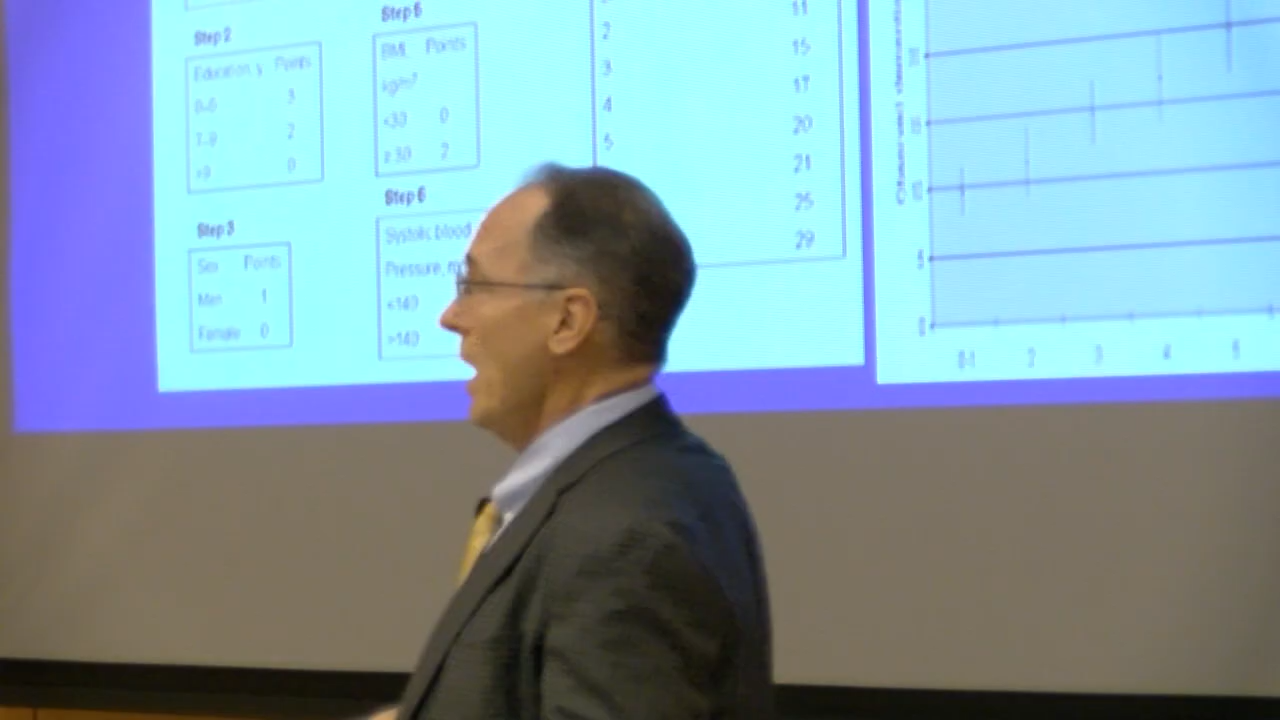 Step 2
Education, y Points
0-6 3
7-9 2
>9 0
Step 3
Sex Points
Men 1
Female 0
Step 5
BMI, Points
kg/m²
<30 0
≥30 2
Step 6
Systolic blood
Pressure,
<140
>140
11
2 15
3 17
4 20
5 21
25
29
20
15
10
5
0
0-1 2 3 4 5